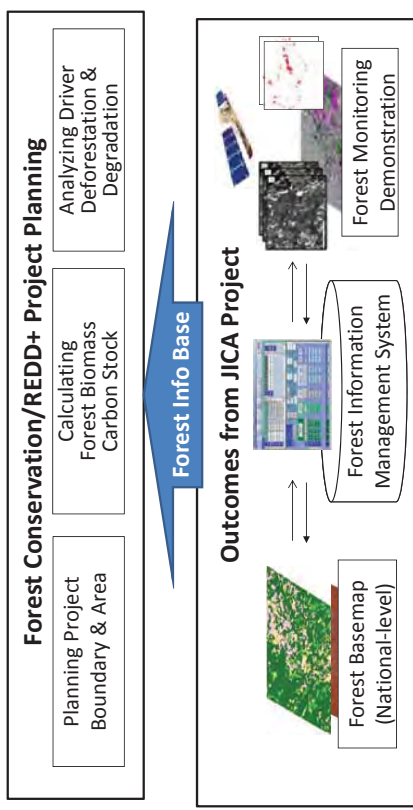 Forest Conservation/REDD+ Project Planning
Planning Project
Boundary & Area
Calculating
Forest Biomass
Carbon Stock
Analyzing Driver
Deforestation &
Degradation
Forest Info Base
Outcomes from JICA Project
Forest Basemap
(National-level)
Forest Information
Management System
Forest Monitoring
Demonstration